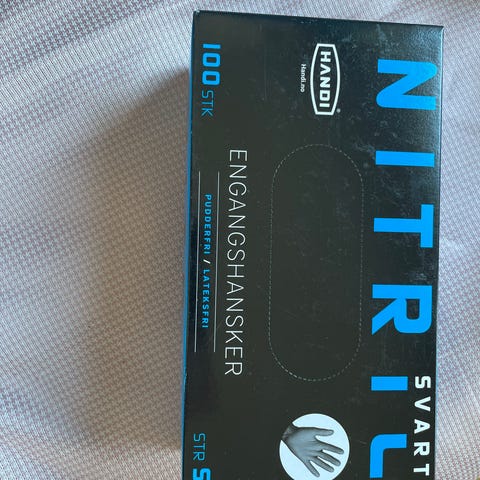 HANDI
Handi.no
NITRIL
SVART
100 STK
ENGANGSHANSKER
PUDDERFRI / LATEKSFRI
STR S